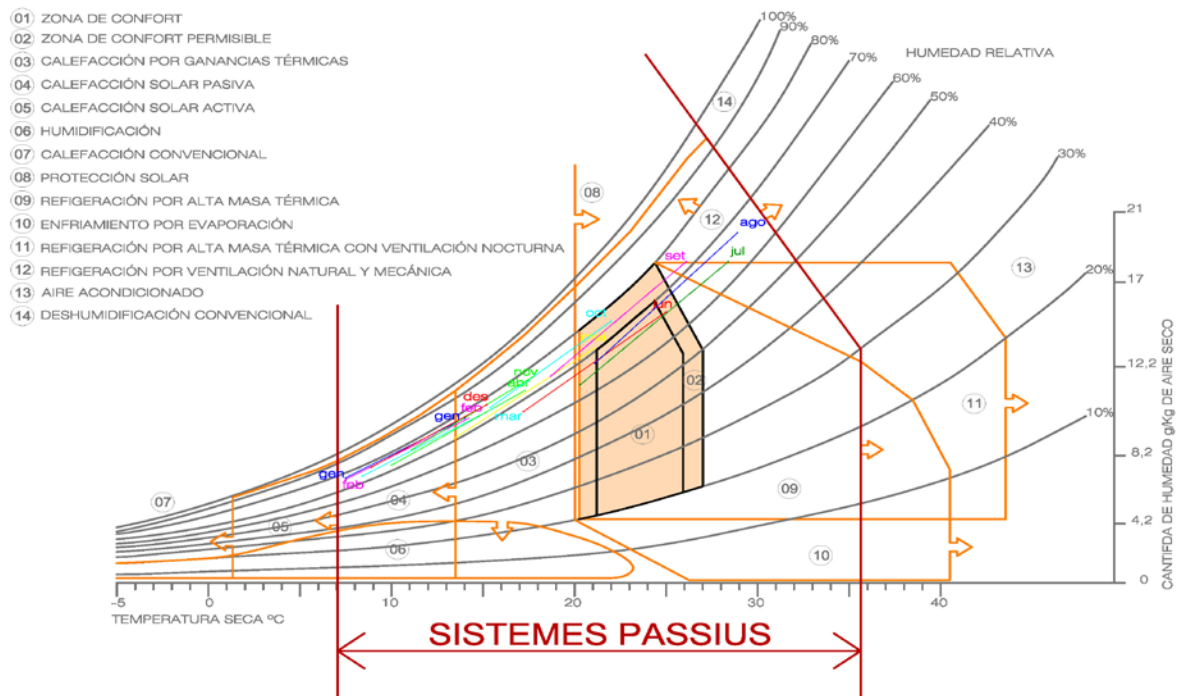 01 ZONA DE CONFORT
02 ZONA DE CONFORT PERMISIBLE
03 CALEFACCIÓN POR GANANCIAS TÉRMICAS
04 CALEFACCIÓN SOLAR PASIVA
05 CALEFACCIÓN SOLAR ACTIVA
06 HUMIDIFICACIÓN
07 CALEFACCIÓN CONVENCIONAL
08 PROTECCIÓN SOLAR
09 REFIGERACIÓN POR ALTA MASA TÉRMICA
10 ENFRIAMIENTO POR EVAPORACIÓN
11 REFIGERACIÓN POR ALTA MASA TÉRMICA CON VENTILACIÓN NOCTURNA
12 REFIGERACIÓN POR VENTILACIÓN NATURAL Y MECÁNICA
13 AIRE ACONDICIONADO
14 DESHUMIDIFICACIÓN CONVENCIONAL
100%
90%
80%
70%
60%
50%
40%
30%
20%
10%
HUMEDAD RELATIVA
14
08
12
13
ago
jul
set
oct
jun
nov
abr
des
feb
gen
mar
gen
feb
02
01
11
03
04
07
05
06
09
10
21
17
12,2
8,2
4,2
0
CANTIFDA DE HUMEDAD g/Kg DE AIRE SECO
-5
0
10
20
30
40
TEMPERATURA SECA ºC
SISTEMES PASSIUS